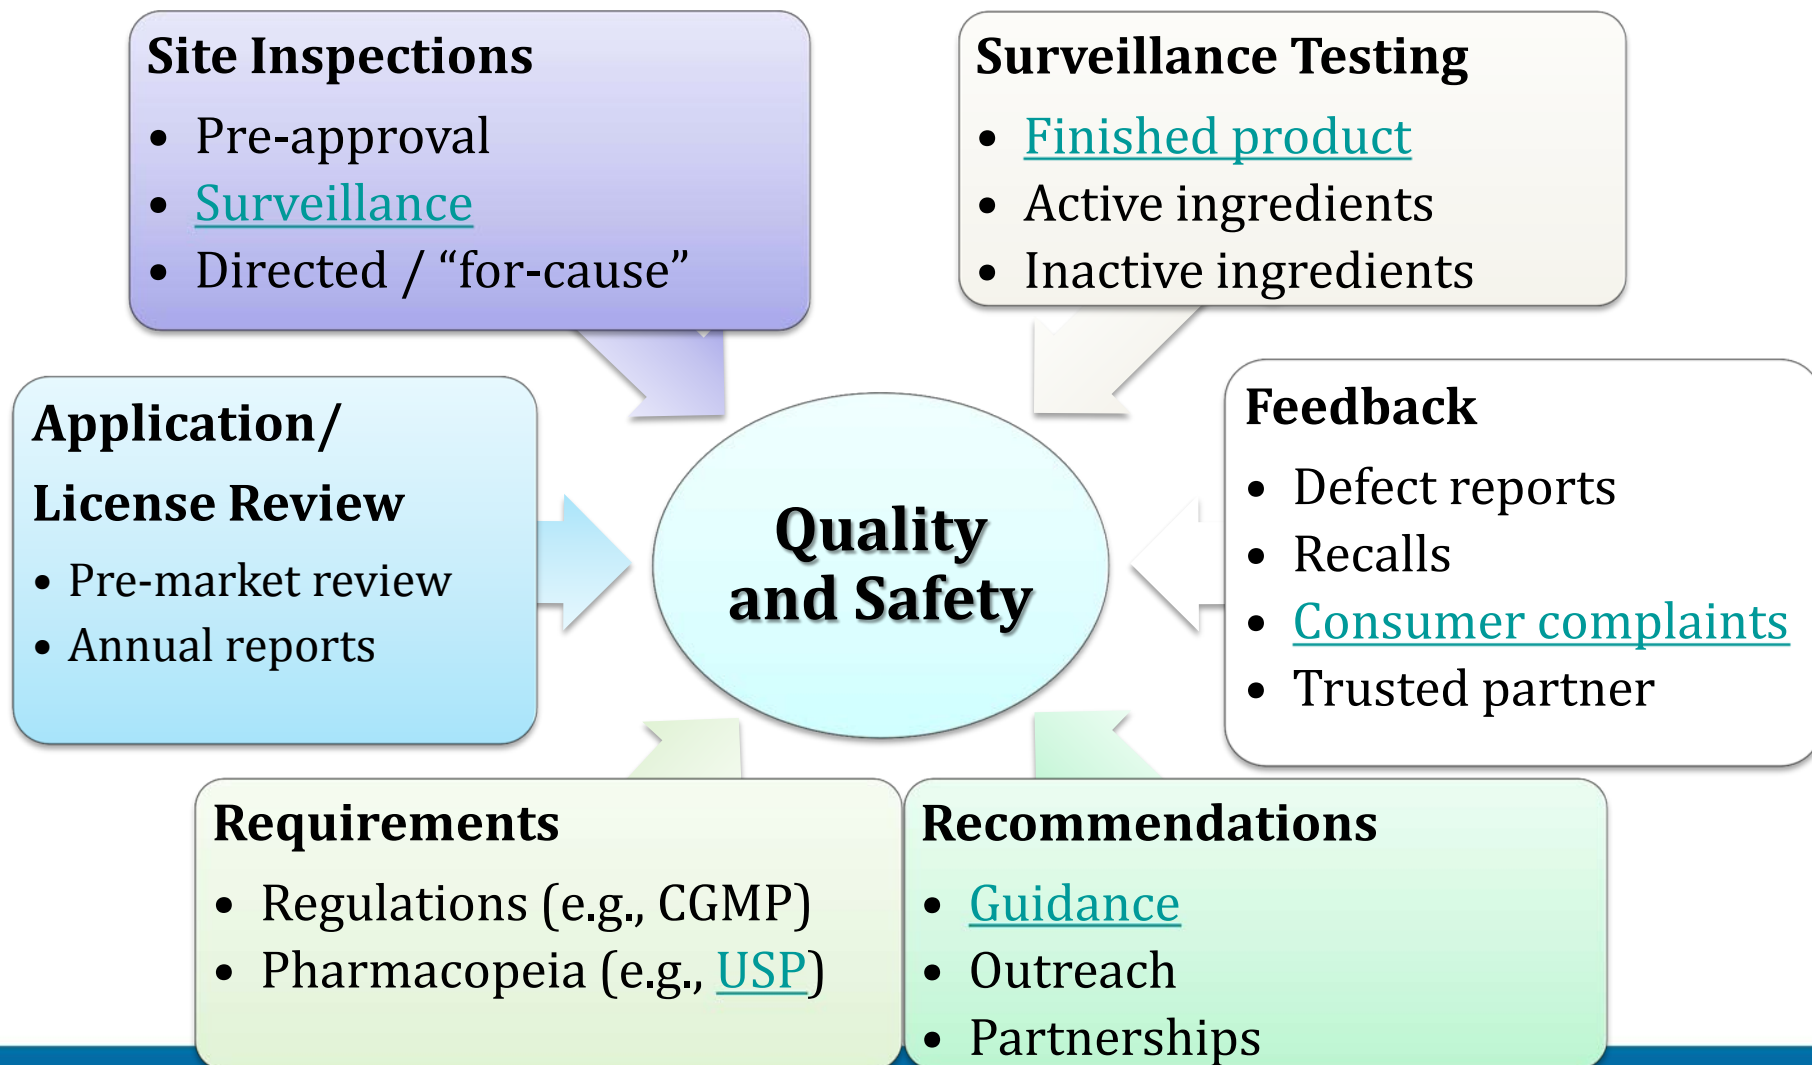 Site Inspections
• Pre-approval
• Surveillance
• Directed / “for-cause”
Surveillance Testing
• Finished product
• Active ingredients
• Inactive ingredients
Application/
License Review
• Pre-market review
• Annual reports
Quality
and Safety
Feedback
• Defect reports
• Recalls
• Consumer complaints
• Trusted partner
Requirements
• Regulations (e.g., CGMP)
• Pharmacopeia (e.g., USP)
Recommendations
• Guidance
• Outreach
• Partnerships